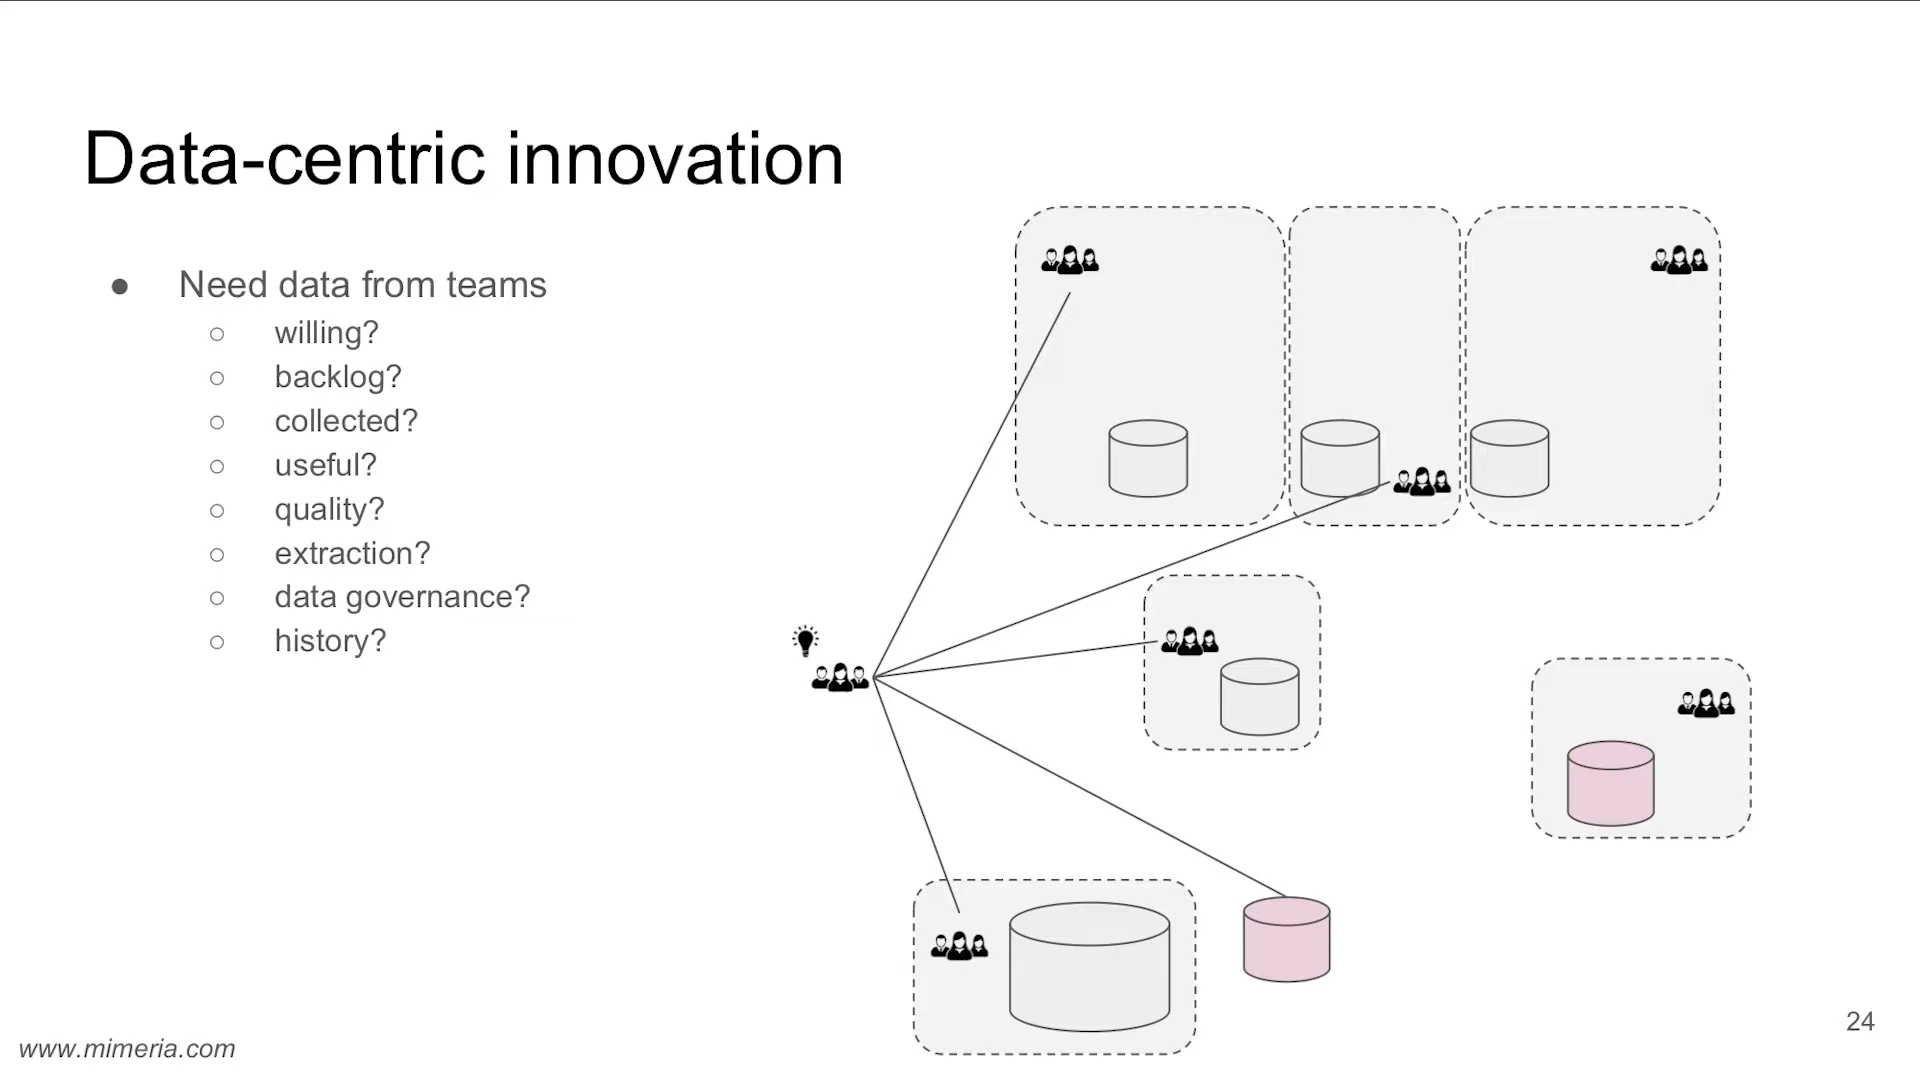 Data-centric innovation
● Need data from teams
○ willing?
○ backlog?
○ collected?
○ useful?
○ quality?
○ extraction?
○ data governance?
○ history?
www.mimeria.com
24